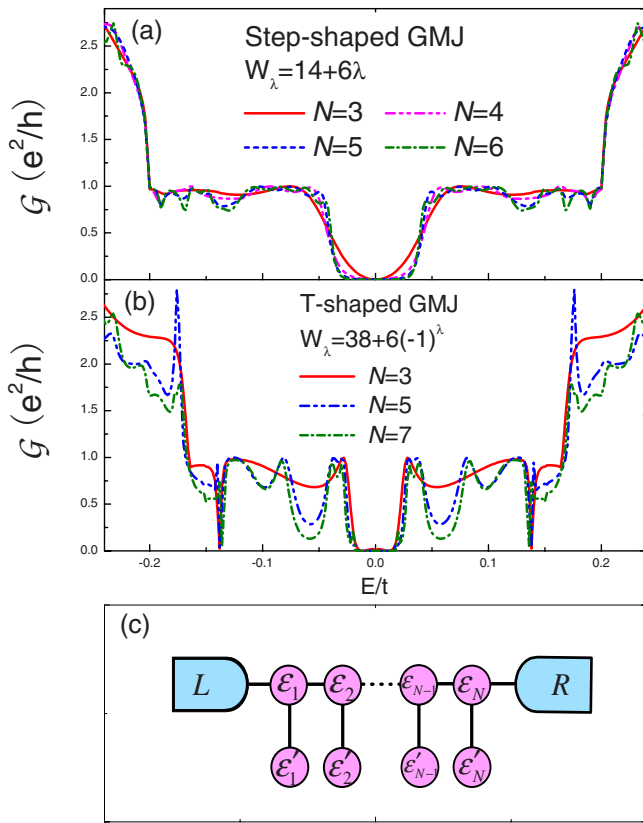 (a)
Step-shaped GMJ
W_λ=14+6λ
N=3 N=4
N=5 N=6
𝒢 (e²/h)
2.5
2.0
1.5
1.0
0.5
0.0
(b)
T-shaped GMJ
W_λ=38+6(-1)^λ
N=3
N=5
N=7
𝒢 (e²/h)
2.5
2.0
1.5
1.0
0.5
0.0
-0.2 -0.1 0.0 0.1 0.2
E/t
(c)
L ε₁ ε₂ ε_{N-1} ε_N R
ε′₁ ε′₂ ε′_{N-1} ε′_N